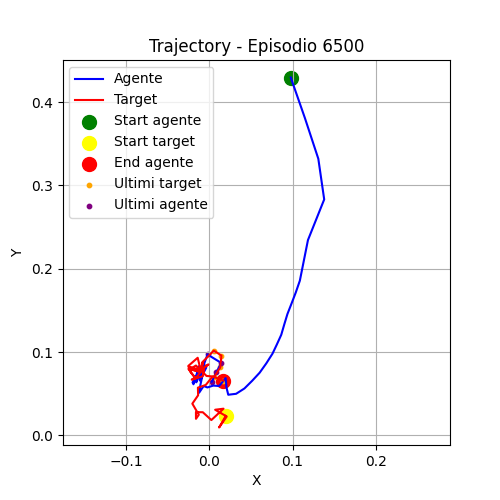 Trajectory - Episodio 6500
Agente
Target
Start agente
Start target
End agente
Ultimi target
Ultimi agente
Y
0.4
0.3
0.2
0.1
0.0
−0.1
0.0
0.1
0.2
X